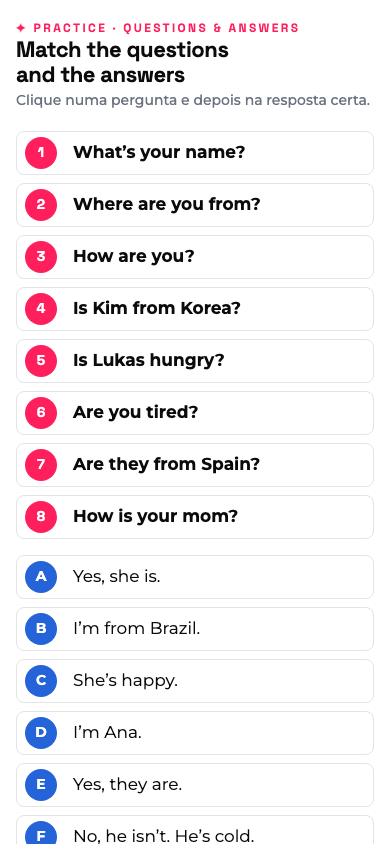 ✦ PRACTICE · QUESTIONS & ANSWERS
Match the questions
and the answers
Clique numa pergunta e depois na resposta certa.
1 What's your name?
2 Where are you from?
3 How are you?
4 Is Kim from Korea?
5 Is Lukas hungry?
6 Are you tired?
7 Are they from Spain?
8 How is your mom?
A Yes, she is.
B I'm from Brazil.
C She's happy.
D I'm Ana.
E Yes, they are.
F No, he isn't. He's cold.